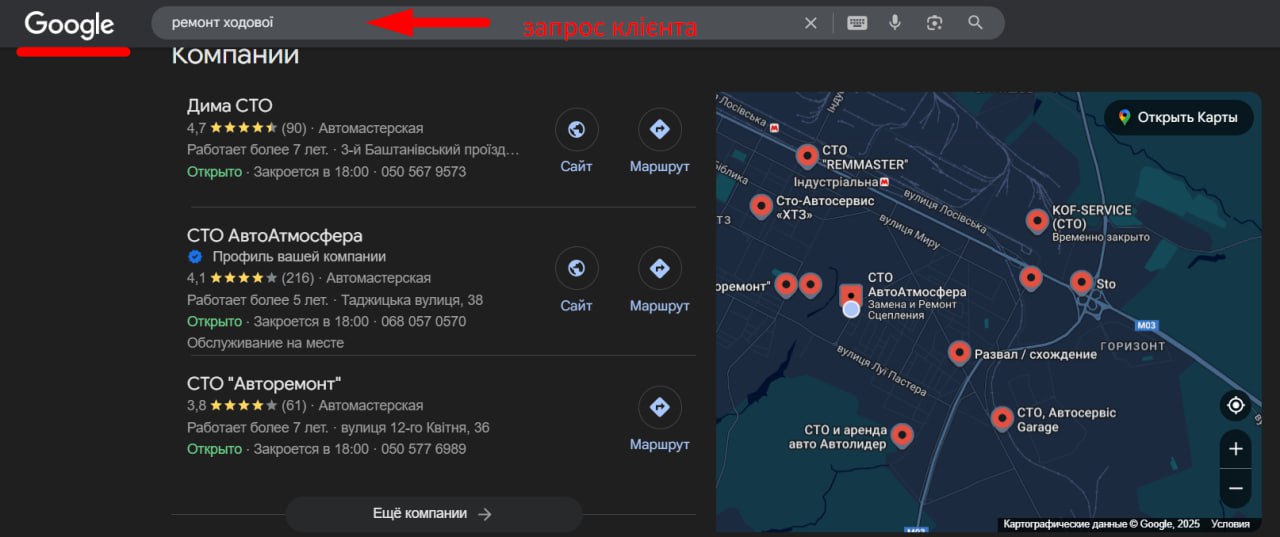 Google
ремонт ходової
запрос клієнта
Компании
Дима СТО
4,7 (90) · Автомастерская
Работает более 7 лет. · 3-й Баштанівський проїзд…
Открыто · Закроется в 18:00 · 050 567 9573
Сайт
Маршрут
СТО АвтоАтмосфера
Профиль вашей компании
4,1 (216) · Автомастерская
Работает более 5 лет. · Таджицька вулиця, 38
Открыто · Закроется в 18:00 · 068 057 0570
Обслуживание на месте
Сайт
Маршрут
СТО "Авторемонт"
3,8 (61) · Автомастерская
Работает более 7 лет. · вулиця 12-го Квітня, 36
Открыто · Закроется в 18:00 · 050 577 6989
Маршрут
Ещё компании
Лосівська
Открыть Карты
СТО
"REMMASTER"
Індустріальна
Сто-Автосервис
«ХТЗ»
вулиця Лосівська
вулиця Миру
KOF-SERVICE
(СТО)
Временно закрыто
оремонт"
СТО
АвтоАтмосфера
Замена и Ремонт
Сцепления
Sto
M03
ГОРИЗОНТ
Развал / схождение
вулиця Луї Пастера
СТО, Автосервіс
Garage
СТО и аренда
авто Автолидер
M03
Картографические данные © Google, 2025 Условия